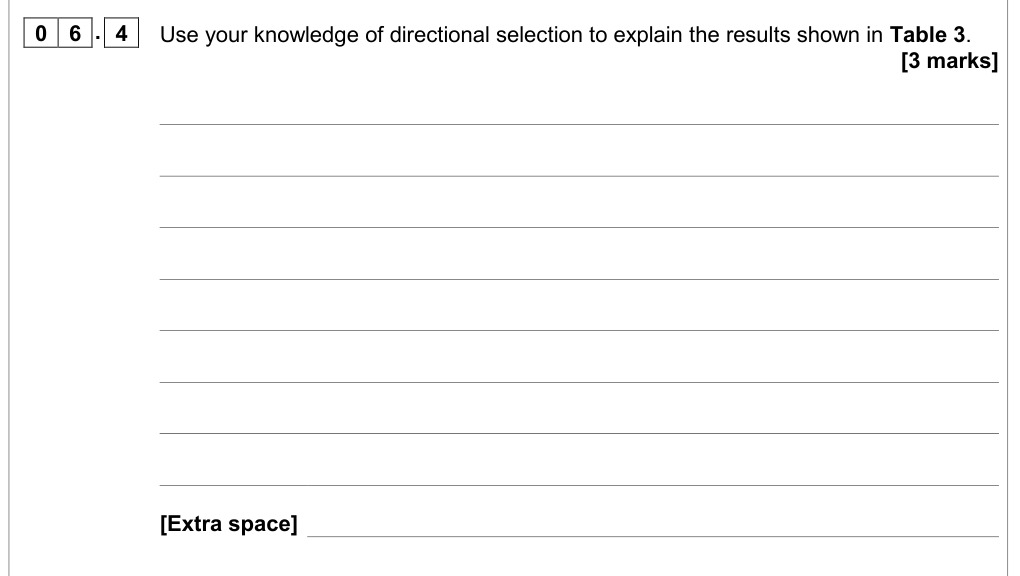 0 6 . 4 Use your knowledge of directional selection to explain the results shown in Table 3.
[3 marks]
[Extra space]